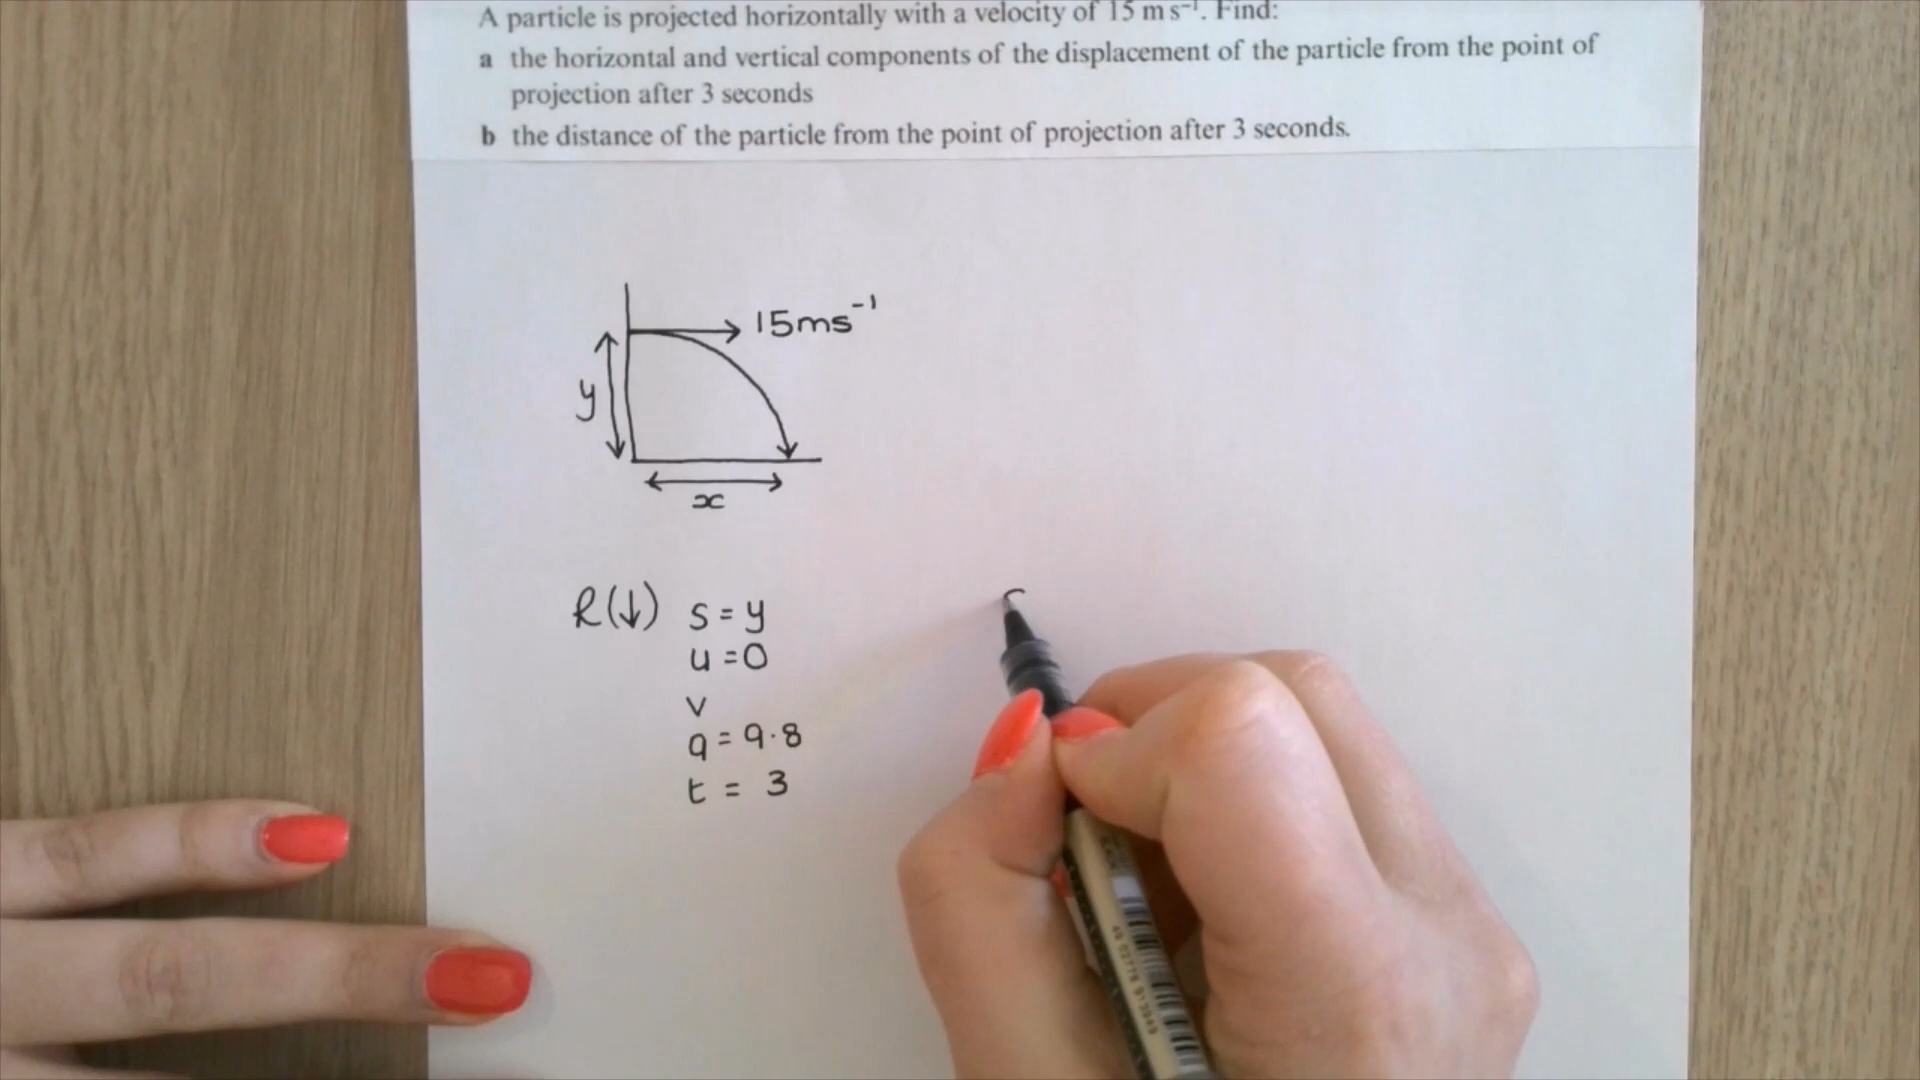 A particle is projected horizontally with a velocity of 15 m s⁻¹. Find:
a the horizontal and vertical components of the displacement of the particle from the point of
projection after 3 seconds
b the distance of the particle from the point of projection after 3 seconds.
15ms⁻¹
y
x
R(↓) s = y
u = 0
v
a = 9.8
t = 3